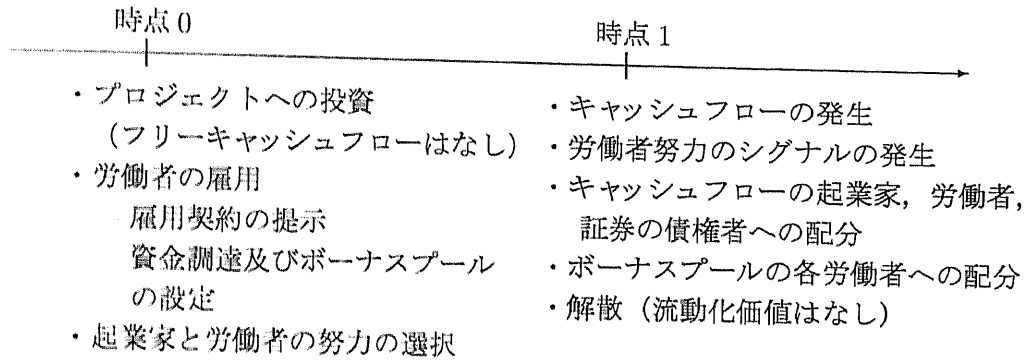 時点 0
時点 1
・プロジェクトへの投資
（フリーキャッシュフローはなし）
・労働者の雇用
雇用契約の提示
資金調達及びボーナスプール
の設定
・起業家と労働者の努力の選択
・キャッシュフローの発生
・労働者努力のシグナルの発生
・キャッシュフローの起業家，労働者，
証券の債権者への配分
・ボーナスプールの各労働者への配分
・解散（流動化価値はなし）